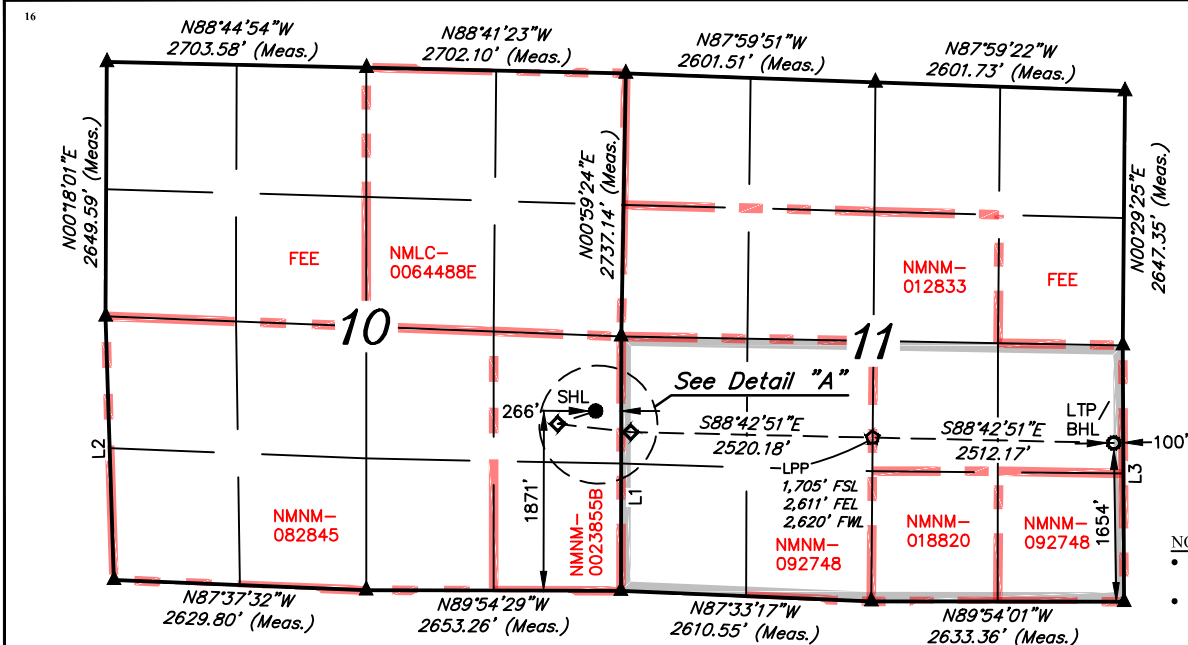 16
N88°44'54"W
2703.58' (Meas.)
N88°41'23"W
2702.10' (Meas.)
N87°59'51"W
2601.51' (Meas.)
N87°59'22"W
2601.73' (Meas.)
N00°18'01"E
2649.59' (Meas.)
N00°59'24"E
2737.14' (Meas.)
N00°29'25"E
2647.35' (Meas.)
FEE
NMLC-
0064488E
NMNM-
012833
FEE
10
11
See Detail "A"
SHL
266'
S88°42'51"E
2520.18'
S88°42'51"E
2512.17'
LTP/
BHL
100'
L2
1871'
L1
LPP
1,705' FSL
2,611' FEL
2,620' FWL
L3
1654'
NMNM-
082845
NMNM-
0023855B
NMNM-
092748
NMNM-
018820
NMNM-
092748
N87°37'32"W
2629.80' (Meas.)
N89°54'29"W
2653.26' (Meas.)
N87°33'17"W
2610.55' (Meas.)
N89°54'01"W
2633.36' (Meas.)